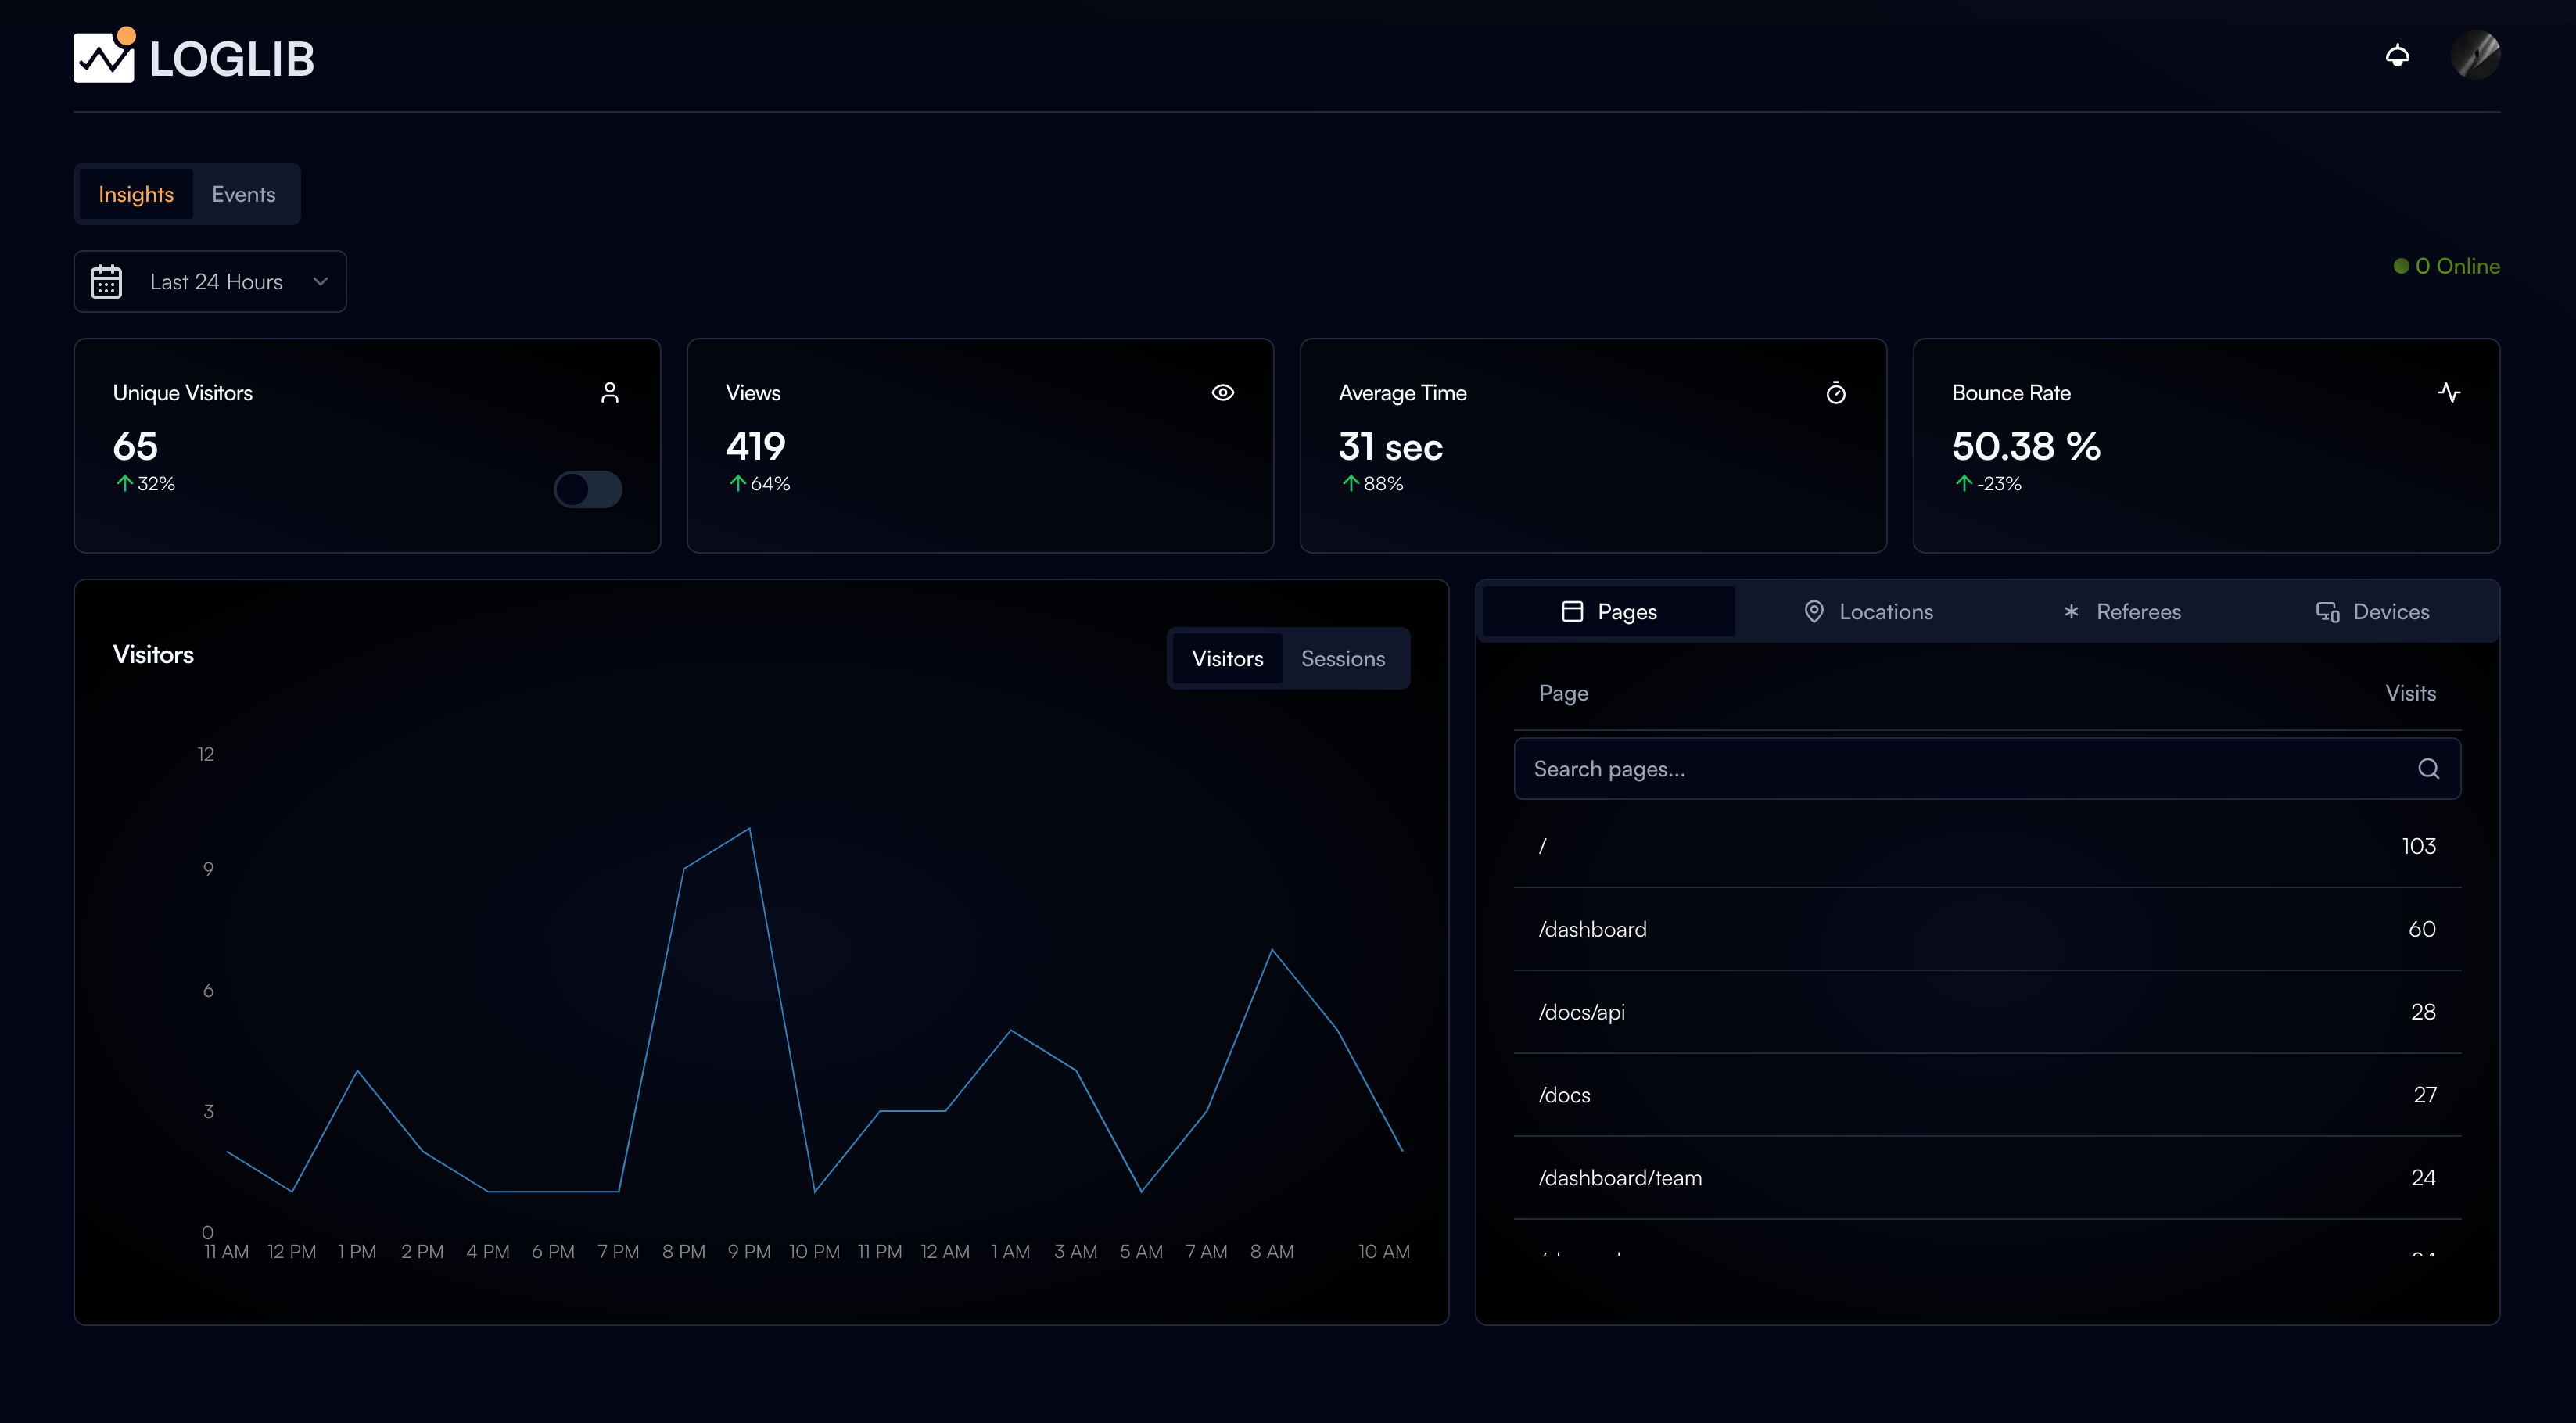 LOGLIB
Insights
Events
Last 24 Hours
0 Online
Unique Visitors
65
32%
Views
419
64%
Average Time
31 sec
88%
Bounce Rate
50.38 %
-23%
Visitors
Visitors
Sessions
12
9
6
3
0
11 AM 12 PM 1 PM 2 PM 4 PM 6 PM 7 PM 8 PM 9 PM 10 PM 11 PM 12 AM 1 AM 3 AM 5 AM 7 AM 8 AM 10 AM
Pages
Locations
Referees
Devices
Page Visits
Search pages...
/ 103
/dashboard 60
/docs/api 28
/docs 27
/dashboard/team 24